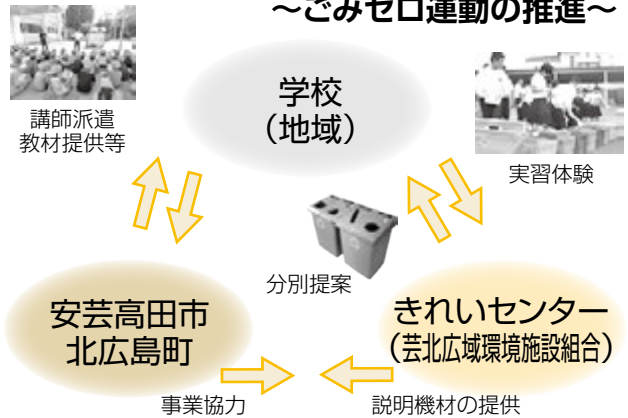 ～ごみゼロ運動の推進～
講師派遣
教材提供等
学校
（地域）
実習体験
分別提案
安芸高田市
北広島町
きれいセンター
（芸北広域環境施設組合）
事業協力
説明機材の提供